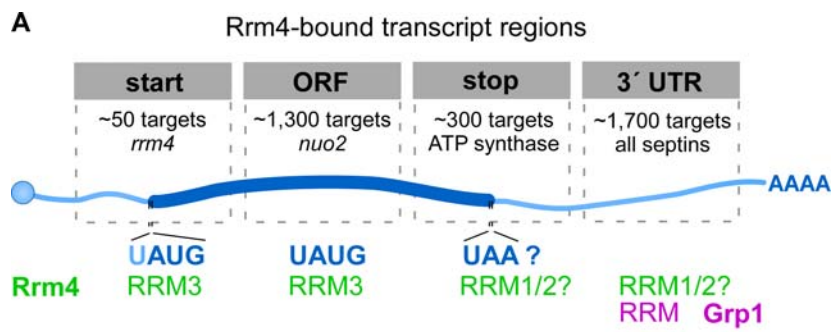 A
Rrm4-bound transcript regions
start ORF stop 3´ UTR
~50 targets ~1,300 targets ~300 targets ~1,700 targets
rrm4 nuo2 ATP synthase all septins
AAAA
UAUG UAUG UAA ?
Rrm4 RRM3 RRM3 RRM1/2? RRM1/2?
RRM Grp1